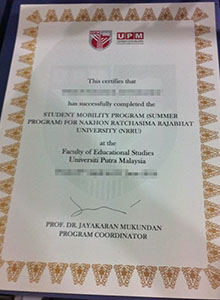 UPM
This certifies that
has successfully completed the
STUDENT MOBILITY PROGRAM (SUMMER
PROGRAM) FOR NAKHON RATCHASIMA RAJABHAT
UNIVERSITY (NRRU)
at the
Faculty of Educational Studies
Universiti Putra Malaysia
PROF. DR. JAYAKARAN MUKUNDAN
PROGRAM COORDINATOR